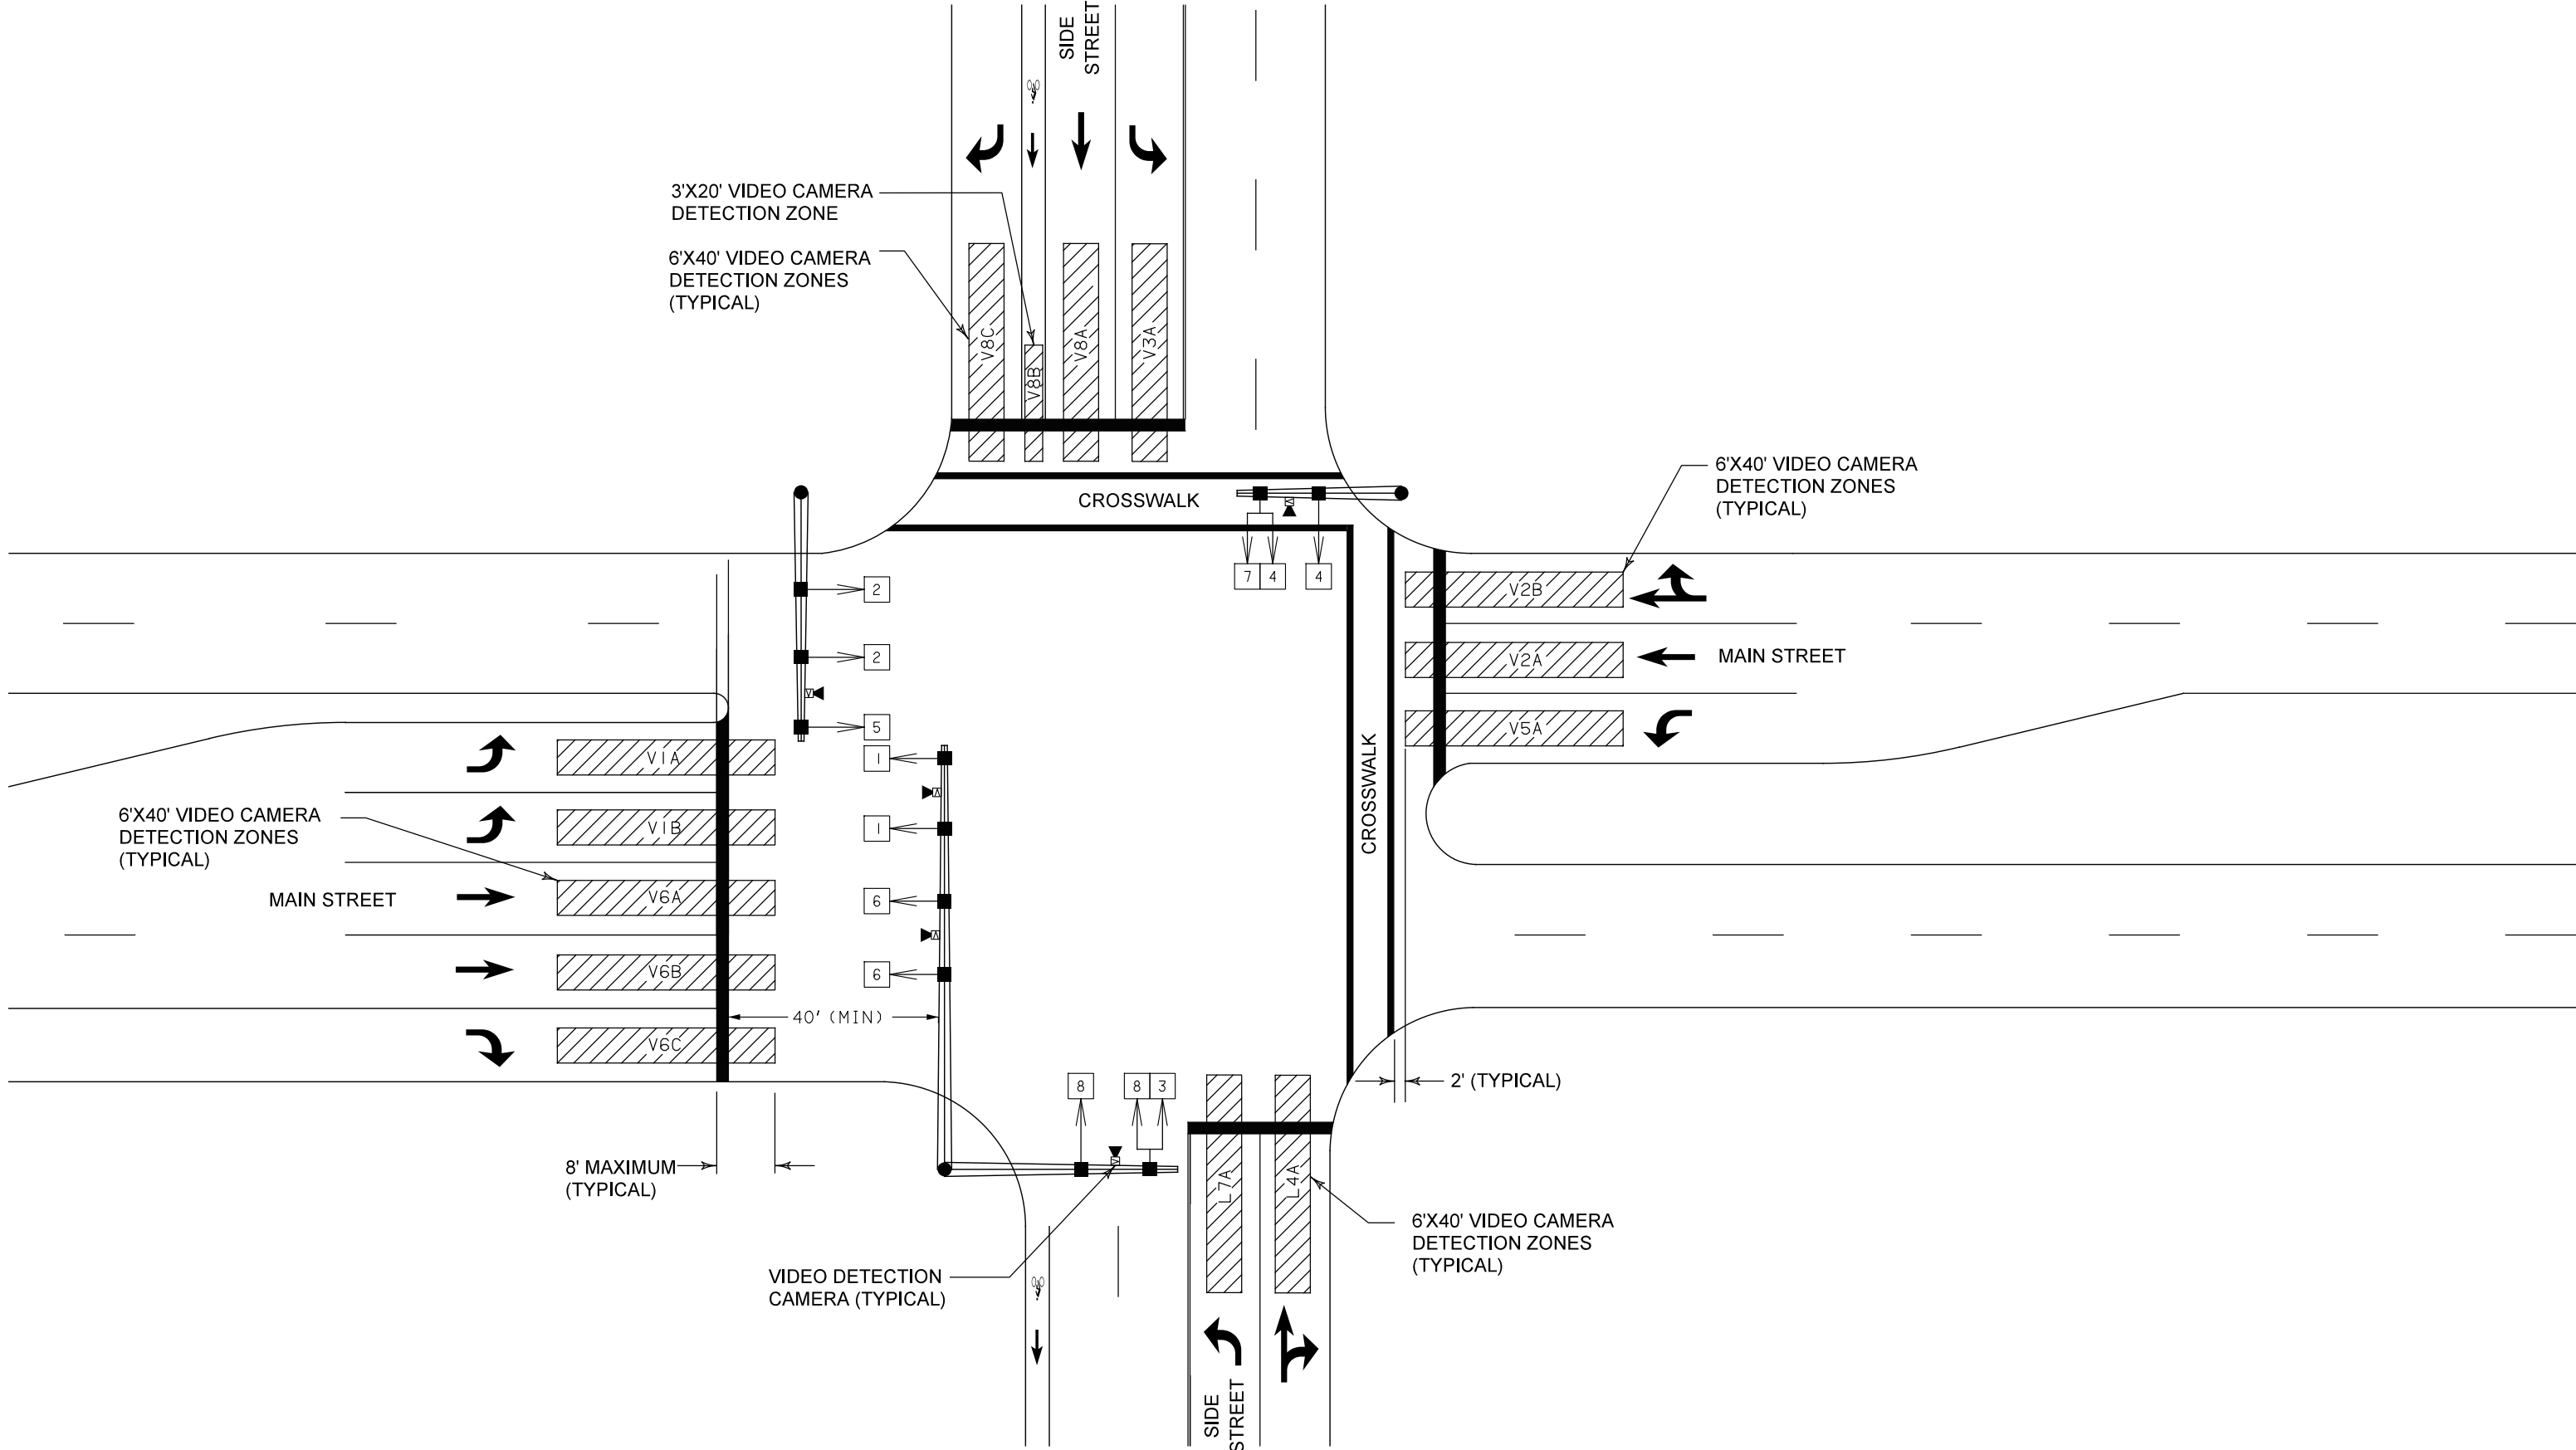 SIDE
STREET
3'X20' VIDEO CAMERA
DETECTION ZONE
6'X40' VIDEO CAMERA
DETECTION ZONES
(TYPICAL)
V8C
V8B
V8A
V3A
CROSSWALK
7
4
4
6'X40' VIDEO CAMERA
DETECTION ZONES
(TYPICAL)
2
2
5
V2B
V2A
MAIN STREET
V5A
V1A
V1B
V6A
V6B
V6C
6'X40' VIDEO CAMERA
DETECTION ZONES
(TYPICAL)
MAIN STREET
1
1
6
6
40' (MIN)
CROSSWALK
8' MAXIMUM
(TYPICAL)
8
8
3
2' (TYPICAL)
L7A
L4A
6'X40' VIDEO CAMERA
DETECTION ZONES
(TYPICAL)
VIDEO DETECTION
CAMERA (TYPICAL)
SIDE
STREET